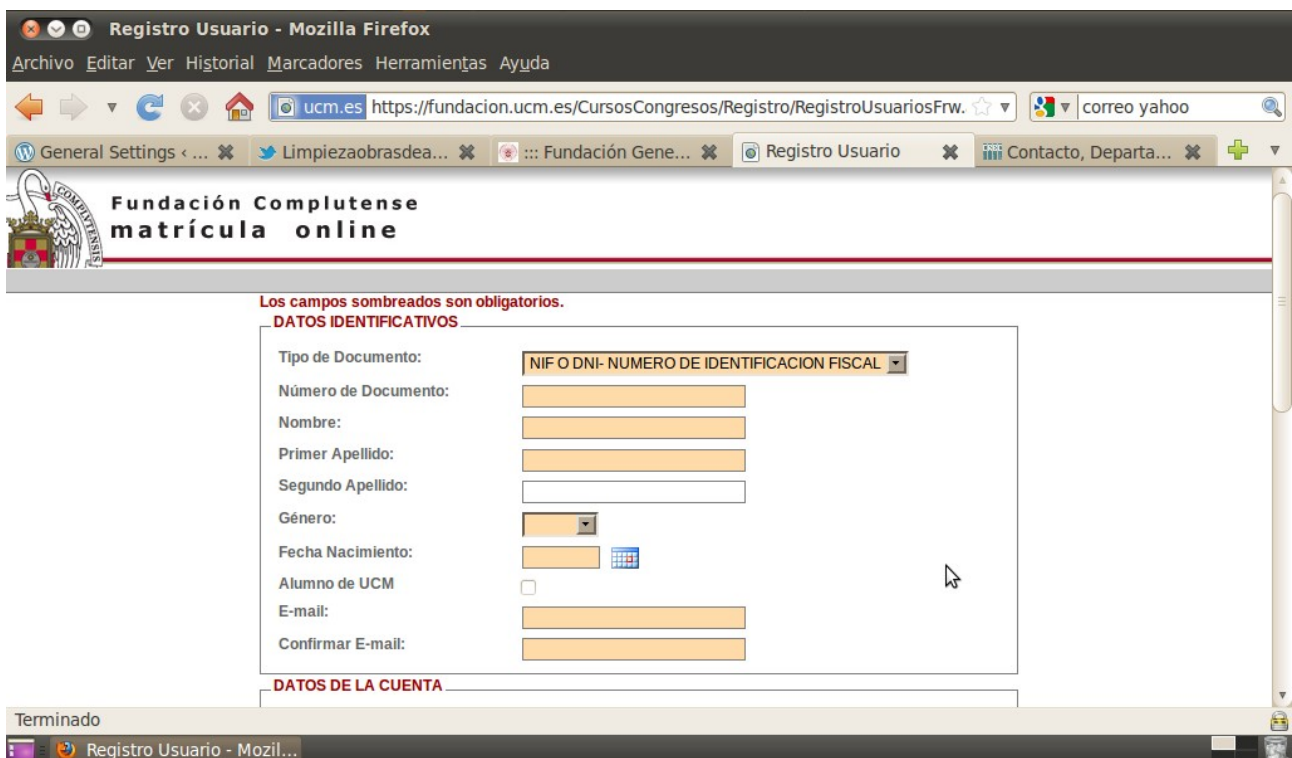 Registro Usuario - Mozilla Firefox
Archivo Editar Ver Historial Marcadores Herramientas Ayuda
ucm.es https://fundacion.ucm.es/CursosCongresos/Registro/RegistroUsuariosFrw. correo yahoo
General Settings ‹ ... Limpiezaobrasdea... ::: Fundación Gene... Registro Usuario Contacto, Departa...
Fundación Complutense
matrícula online
Los campos sombreados son obligatorios.
DATOS IDENTIFICATIVOS
Tipo de Documento: NIF O DNI- NUMERO DE IDENTIFICACION FISCAL
Número de Documento:
Nombre:
Primer Apellido:
Segundo Apellido:
Género:
Fecha Nacimiento:
Alumno de UCM
E-mail:
Confirmar E-mail:
DATOS DE LA CUENTA
Terminado
Registro Usuario - Mozil...